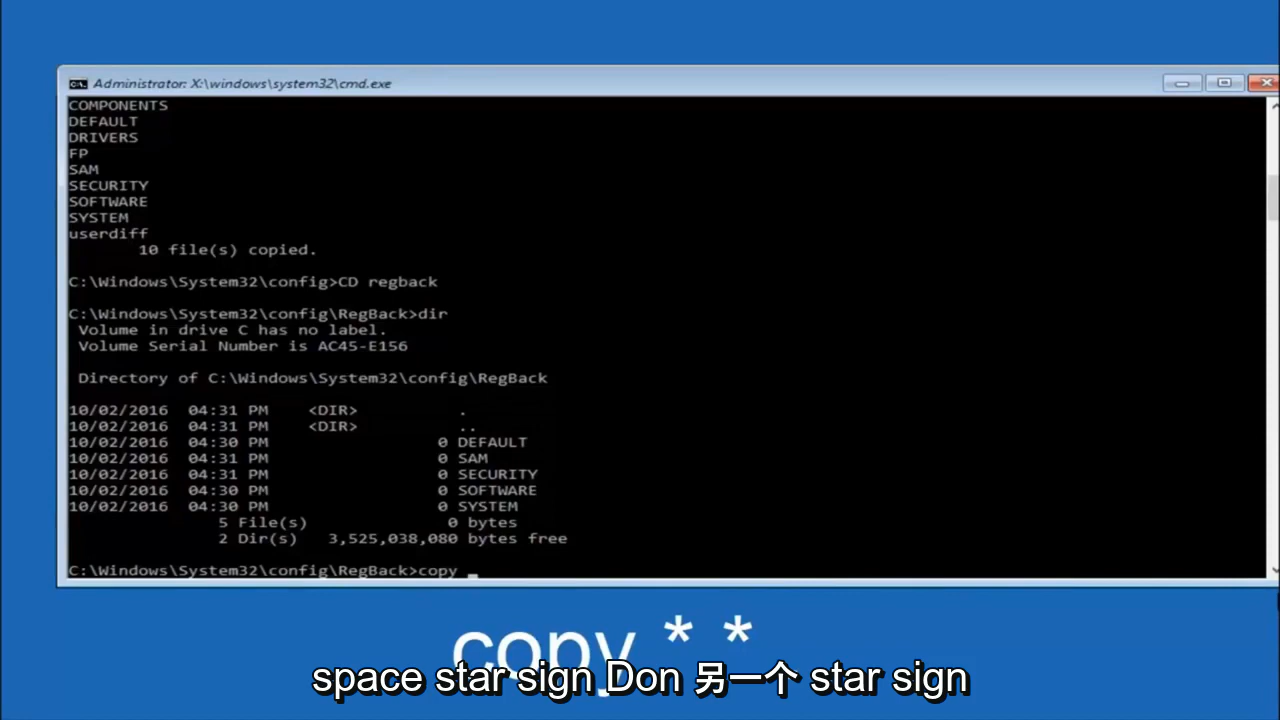 Administrator: X:\windows\system32\cmd.exe
COMPONENTS
DEFAULT
DRIVERS
FP
SAM
SECURITY
SOFTWARE
SYSTEM
userdiff
10 file(s) copied.
C:\Windows\System32\config>CD regback
C:\Windows\System32\config\RegBack>dir
Volume in drive C has no label.
Volume Serial Number is AC45-E156
Directory of C:\Windows\System32\config\RegBack
10/02/2016 04:31 PM <DIR> .
10/02/2016 04:31 PM <DIR> ..
10/02/2016 04:30 PM 0 DEFAULT
10/02/2016 04:31 PM 0 SAM
10/02/2016 04:31 PM 0 SECURITY
10/02/2016 04:30 PM 0 SOFTWARE
10/02/2016 04:30 PM 0 SYSTEM
5 File(s) 0 bytes
2 Dir(s) 3,525,038,080 bytes free
C:\Windows\System32\config\RegBack>copy _
copy * *
space star sign Don 另一个 star sign